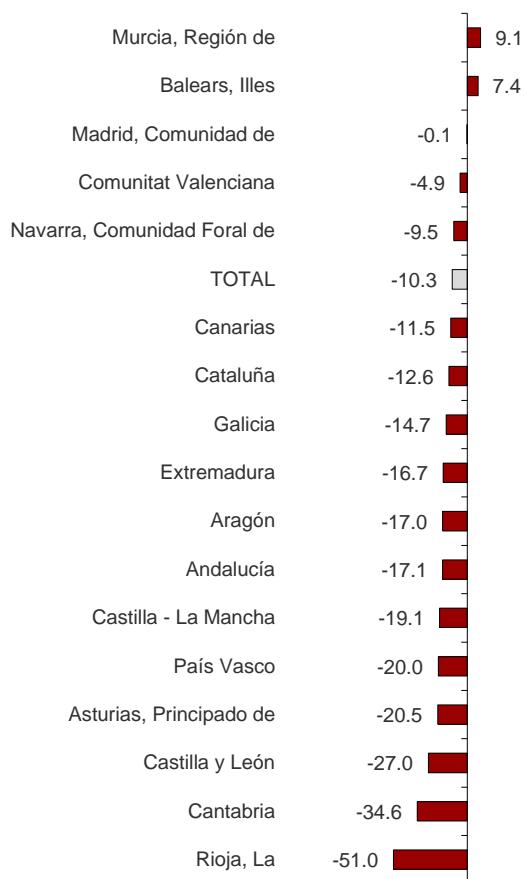 Murcia, Región de 9.1
Balears, Illes 7.4
Madrid, Comunidad de -0.1
Comunitat Valenciana -4.9
Navarra, Comunidad Foral de -9.5
TOTAL -10.3
Canarias -11.5
Cataluña -12.6
Galicia -14.7
Extremadura -16.7
Aragón -17.0
Andalucía -17.1
Castilla - La Mancha -19.1
País Vasco -20.0
Asturias, Principado de -20.5
Castilla y León -27.0
Cantabria -34.6
Rioja, La -51.0